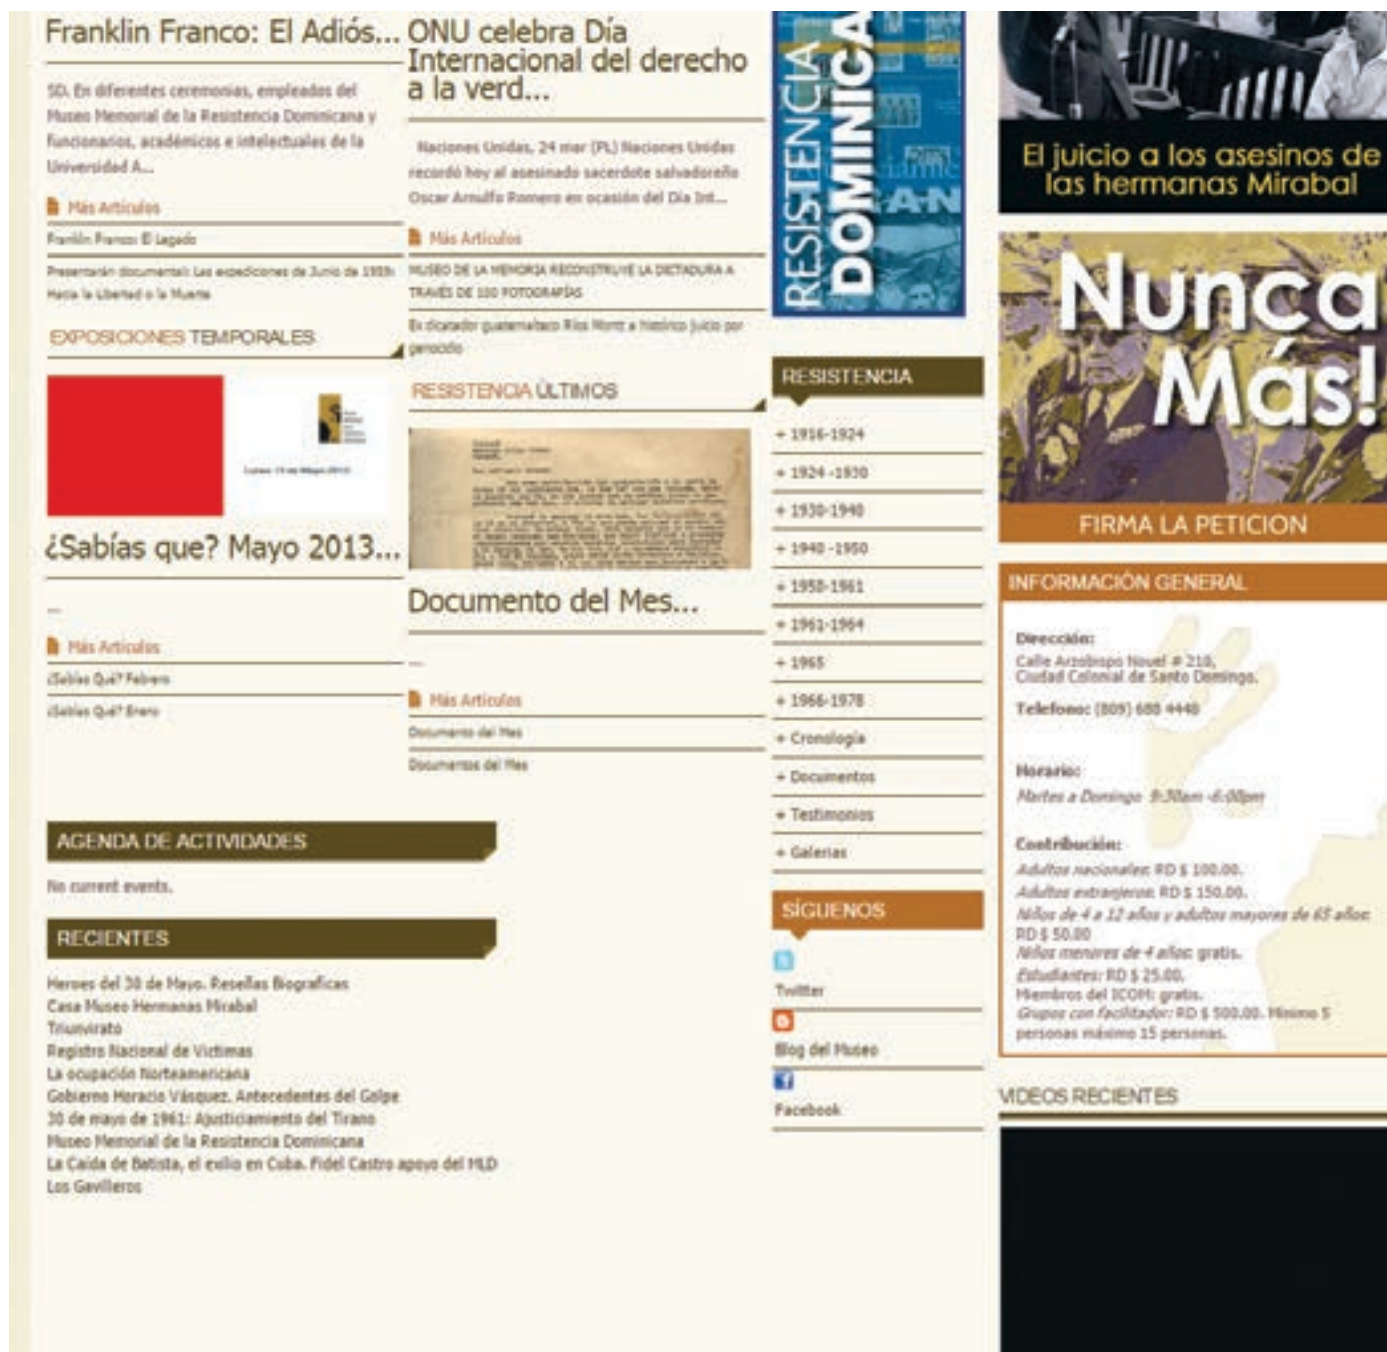 Franklin Franco: El Adiós...
SD. En diferentes ceremonias, empleados del
Museo Memorial de la Resistencia Dominicana y
funcionarios, académicos e intelectuales de la
Universidad A...
Más Artículos
Franklin Franco: El Legado
Presentarán documental: Las expediciones de Junio de 1959:
Hacia la Libertad o la Muerte
EXPOSICIONES TEMPORALES
Lunes 13 de Mayo 2013
¿Sabías que? Mayo 2013...
...
Más Artículos
¿Sabías Qué? Febrero
¿Sabías Qué? Enero
ONU celebra Día
Internacional del derecho
a la verd...
Naciones Unidas, 24 mar (PL) Naciones Unidas
recordó hoy al asesinado sacerdote salvadoreño
Oscar Arnulfo Romero en ocasión del Día Int...
Más Artículos
MUSEO DE LA MEMORIA RECONSTRUYE LA DICTADURA A
TRAVÉS DE 100 FOTOGRAFÍAS
Ex dictador guatemalteco Ríos Montt a histórico juicio por
genocidio
RESISTENCIA ÚLTIMOS
Documento del Mes...
...
Más Artículos
Documento del Mes
Documentos del Mes
AGENDA DE ACTIVIDADES
No current events.
RECIENTES
Heroes del 30 de Mayo. Resellas Biograficas
Casa Museo Hermanas Mirabal
Triunvirato
Registro Nacional de Victimas
La ocupación Norteamericana
Gobierno Horacio Vásquez. Antecedentes del Golpe
30 de mayo de 1961: Ajusticiamiento del Tirano
Museo Memorial de la Resistencia Dominicana
La Caída de Batista, el exilio en Cuba. Fidel Castro apoyo del MLD
Los Gavilleros
RESISTENCIA
DOMINICA
RESISTENCIA
+ 1916-1924
+ 1924 -1930
+ 1930-1940
+ 1940 -1950
+ 1950-1961
+ 1961-1964
+ 1965
+ 1966-1978
+ Cronología
+ Documentos
+ Testimonios
+ Galerias
SÍGUENOS
Twitter
Blog del Museo
Facebook
El juicio a los asesinos de
las hermanas Mirabal
Nunca
Más!
FIRMA LA PETICION
INFORMACIÓN GENERAL
Dirección:
Calle Arzobispo Nouel # 210,
Ciudad Colonial de Santo Domingo.
Telefono: (809) 688 4440
Horario:
Martes a Domingo 9:30am -6:00pm
Contribución:
Adultos nacionales: RD $ 100.00.
Adultos extranjeros: RD $ 150.00.
Niños de 4 a 12 años y adultos mayores de 65 años:
RD $ 50.00
Niños menores de 4 años: gratis.
Estudiantes: RD $ 25.00.
Miembros del ICOM: gratis.
Grupos con facilitador: RD $ 500.00. Mínimo 5
personas máximo 15 personas.
VIDEOS RECIENTES